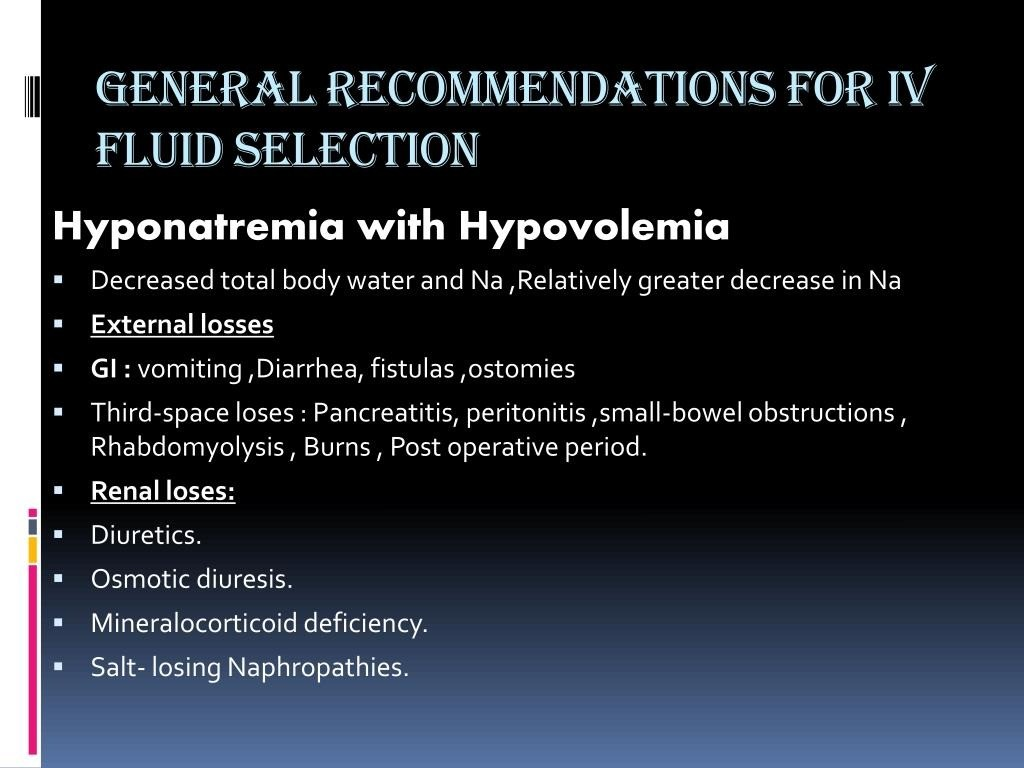 GENERAL RECOMMENDATIONS FOR IV
FLUID SELECTION
Hyponatremia with Hypovolemia
▪ Decreased total body water and Na ,Relatively greater decrease in Na
▪ External losses
▪ GI : vomiting ,Diarrhea, fistulas ,ostomies
▪ Third-space loses : Pancreatitis, peritonitis ,small-bowel obstructions ,
Rhabdomyolysis , Burns , Post operative period.
▪ Renal loses:
▪ Diuretics.
▪ Osmotic diuresis.
▪ Mineralocorticoid deficiency.
▪ Salt- losing Naphropathies.